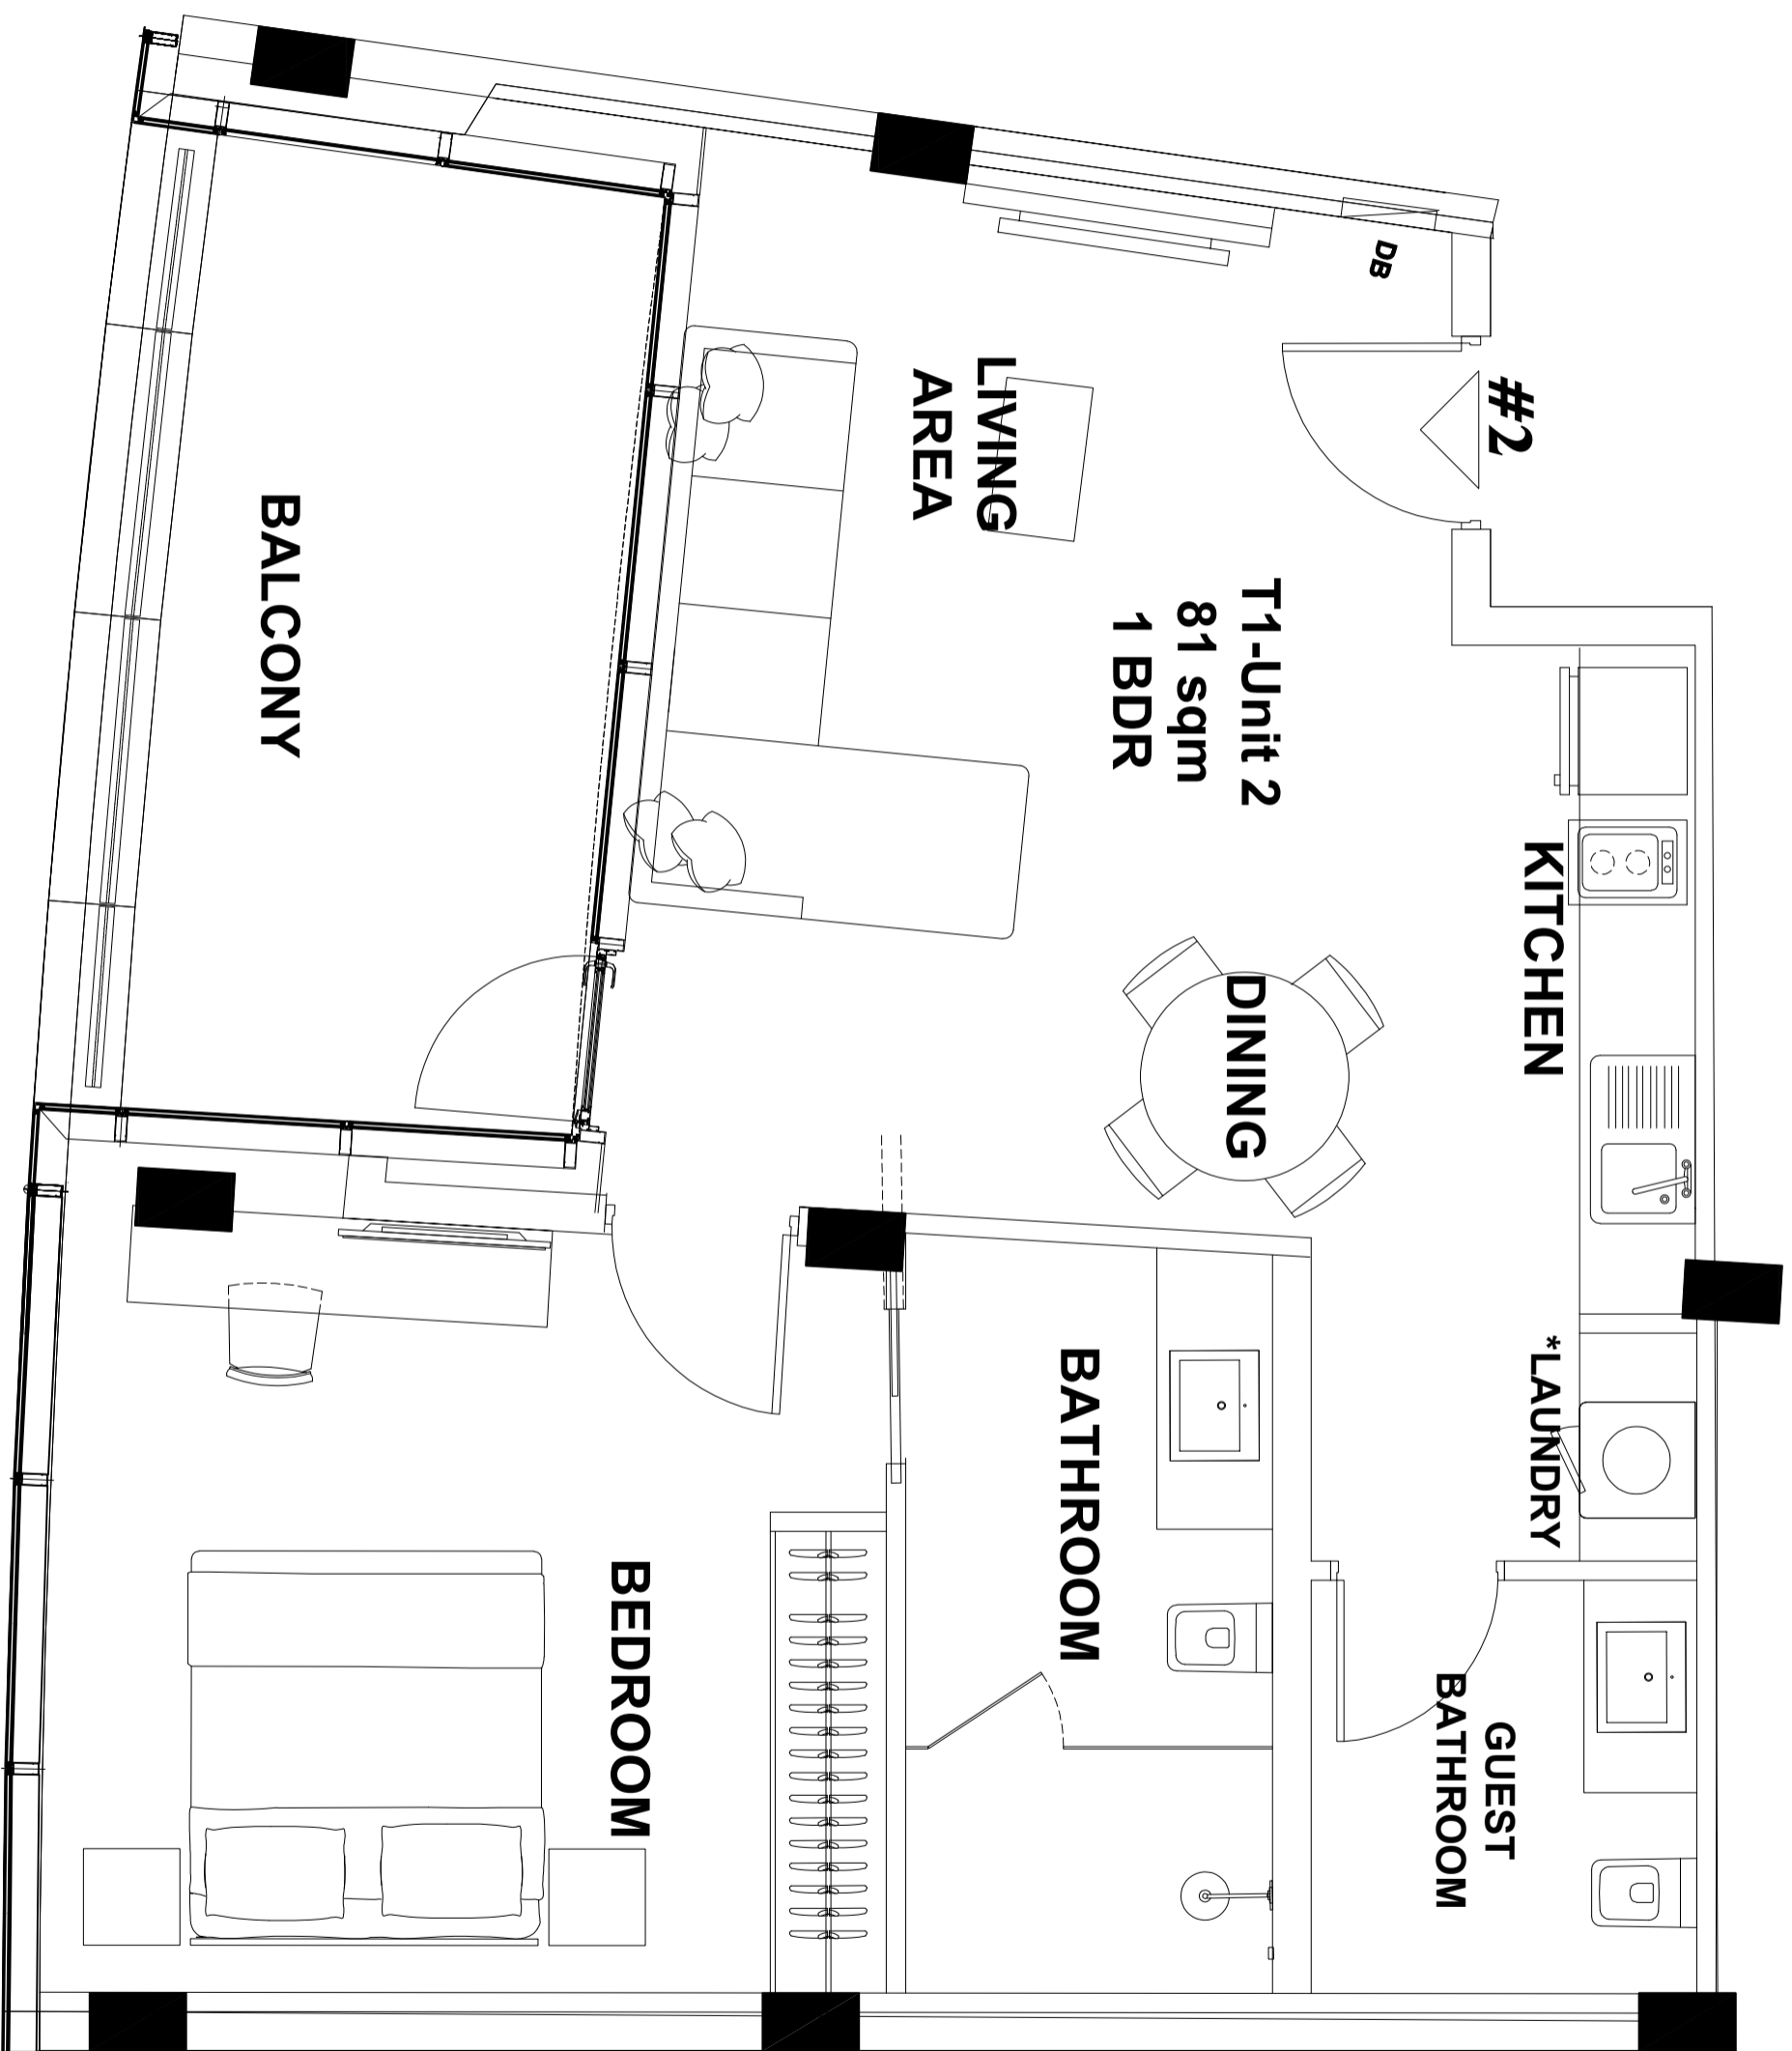 #2
DB
LIVING
AREA
T1-Unit 2
81 sqm
1 BDR
KITCHEN
BALCONY
DINING
*LAUNDRY
BATHROOM
GUEST
BATHROOM
BEDROOM